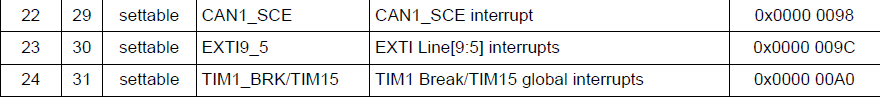 22 29 settable CAN1_SCE CAN1_SCE interrupt 0x0000 0098
23 30 settable EXTI9_5 EXTI Line[9:5] interrupts 0x0000 009C
24 31 settable TIM1_BRK/TIM15 TIM1 Break/TIM15 global interrupts 0x0000 00A0